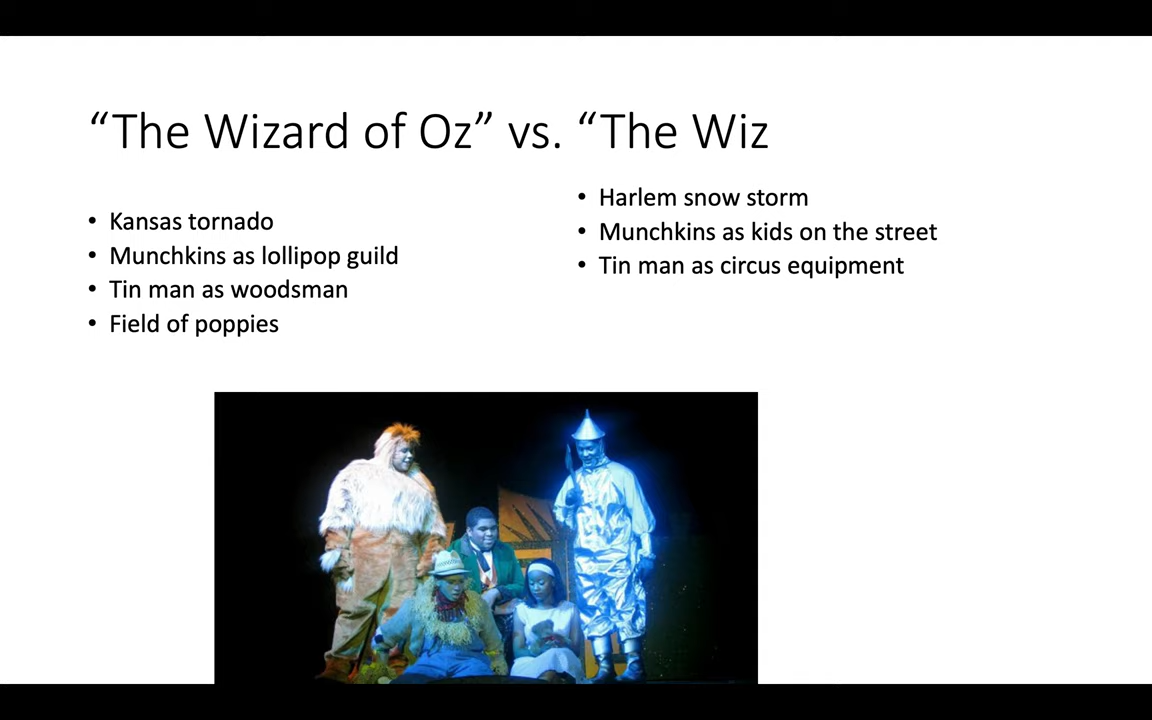 “The Wizard of Oz” vs. “The Wiz
• Kansas tornado
• Munchkins as lollipop guild
• Tin man as woodsman
• Field of poppies
• Harlem snow storm
• Munchkins as kids on the street
• Tin man as circus equipment